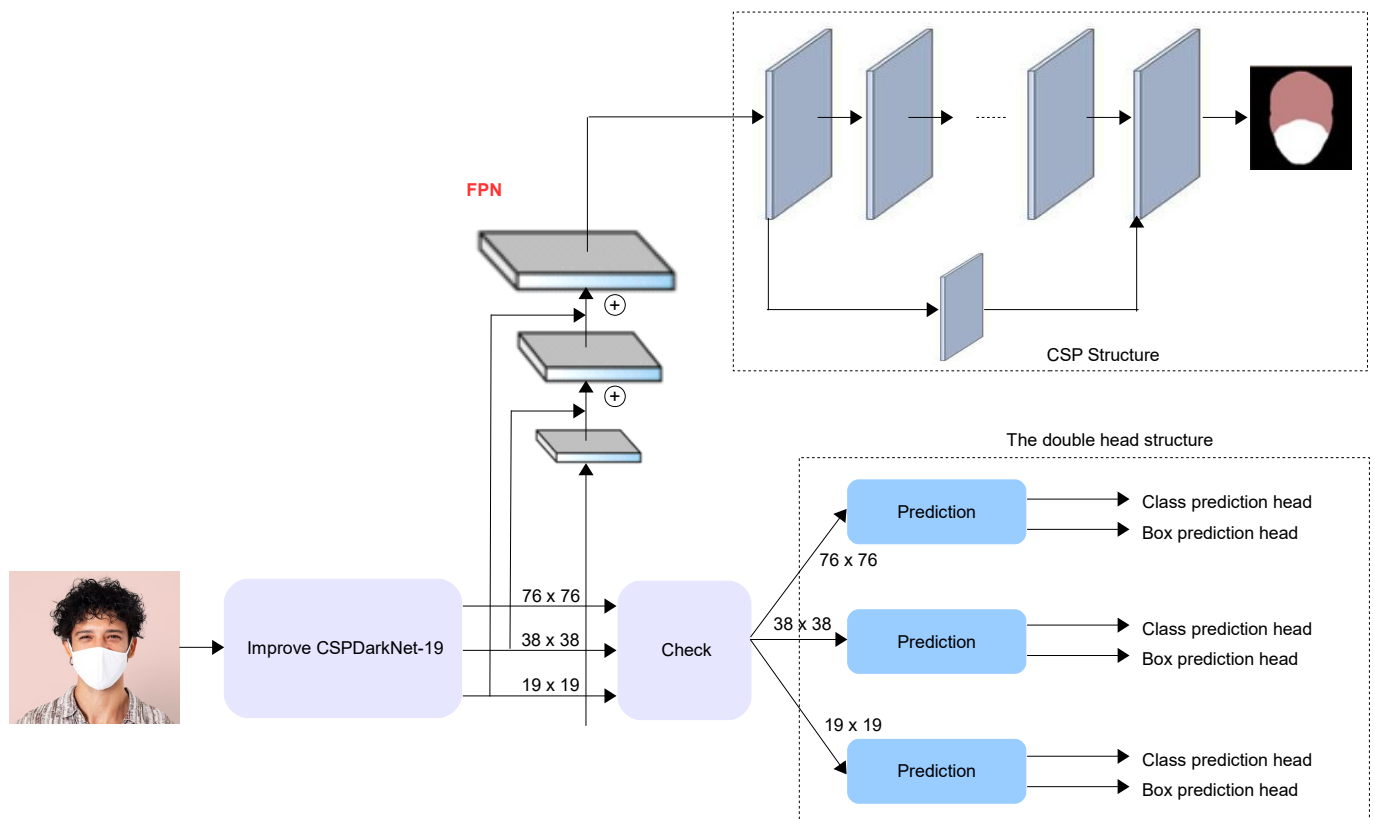 FPN
CSP Structure
The double head structure
Prediction
Class prediction head
Box prediction head
76 x 76
Improve CSPDarkNet-19
76 x 76
38 x 38
19 x 19
Check
38 x 38
Prediction
Class prediction head
Box prediction head
19 x 19
Prediction
Class prediction head
Box prediction head